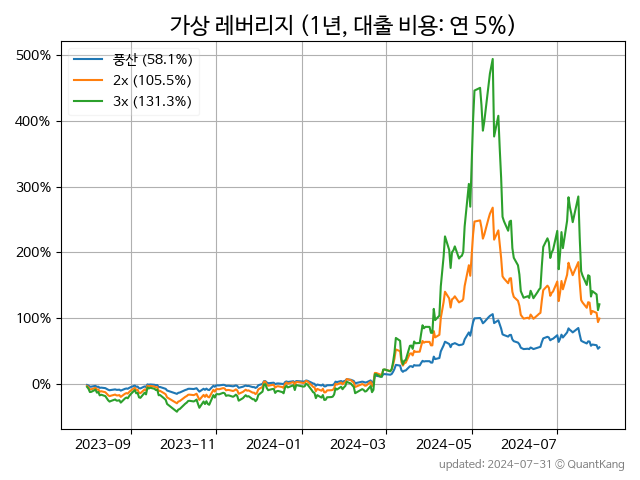 가상 레버리지 (1년, 대출 비용: 연 5%)
풍산 (58.1%)
2x (105.5%)
3x (131.3%)
500%
400%
300%
200%
100%
0%
2023-09 2023-11 2024-01 2024-03 2024-05 2024-07
updated: 2024-07-31 © QuantKang